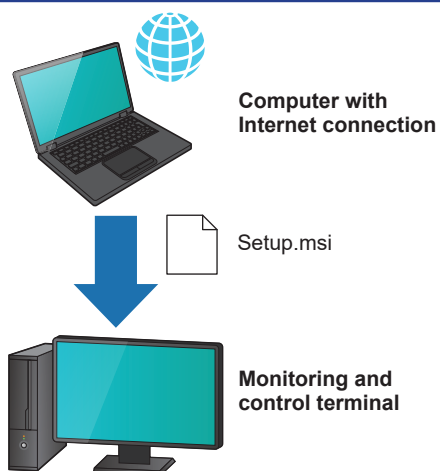 Computer with
Internet connection
Setup.msi
Monitoring and
control terminal